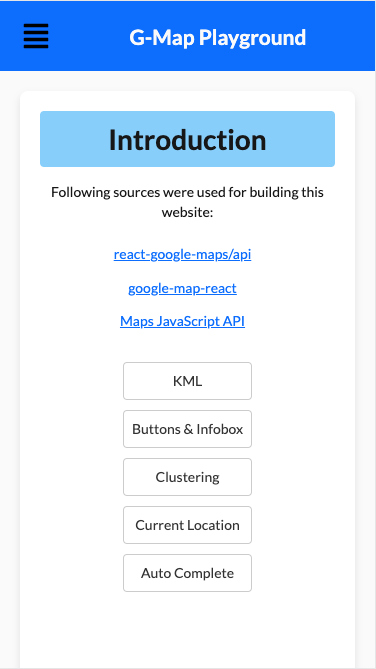 G-Map Playground
Introduction
Following sources were used for building this
website:
react-google-maps/api
google-map-react
Maps JavaScript API
KML
Buttons & Infobox
Clustering
Current Location
Auto Complete